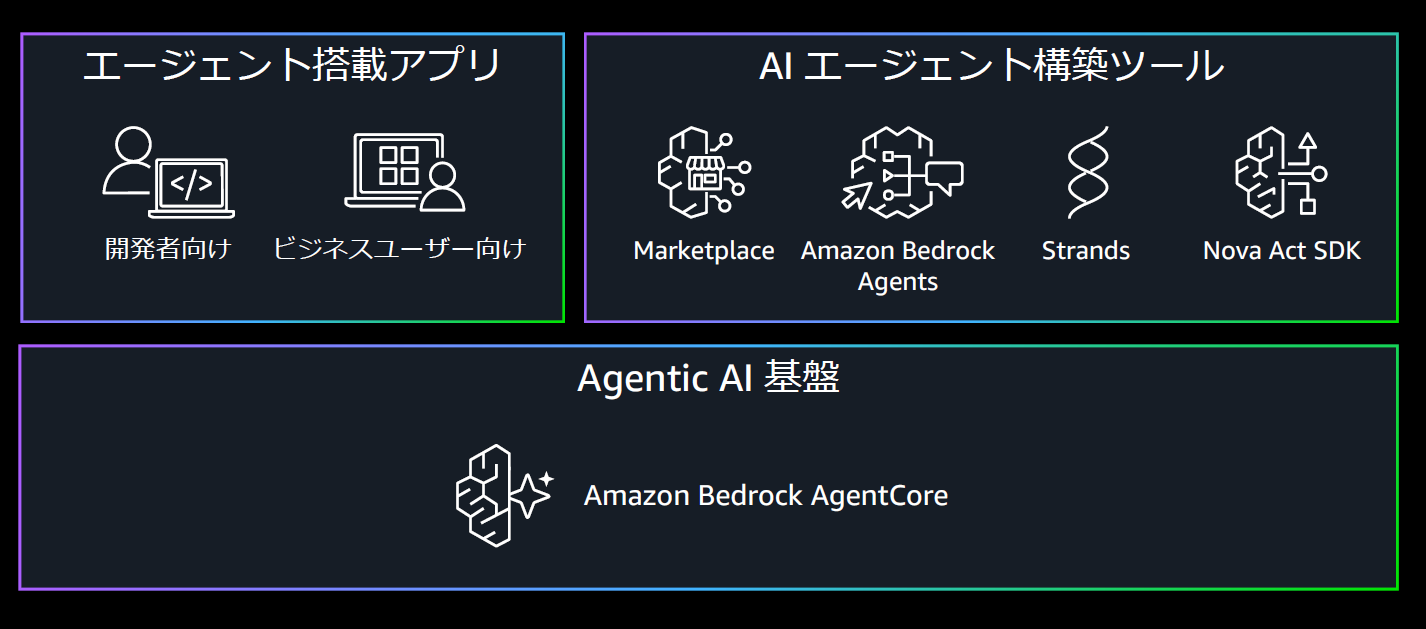 エージェント搭載アプリ
開発者向け
ビジネスユーザー向け
AI エージェント構築ツール
Marketplace
Amazon Bedrock
Agents
Strands
Nova Act SDK
Agentic AI 基盤
Amazon Bedrock AgentCore